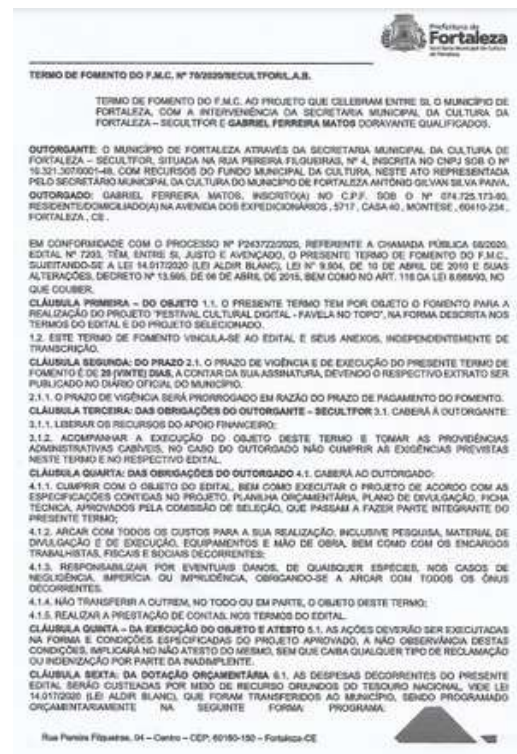 Prefeitura de
Fortaleza
Secretaria Municipal da Cultura
de Fortaleza
TERMO DE FOMENTO DO F.M.C. Nº 70/2020/SECULTFOR/L.A.B.
TERMO DE FOMENTO DO F.M.C. AO PROJETO QUE CELEBRAM ENTRE SI, O MUNICÍPIO DE
FORTALEZA, COM A INTERVENIÊNCIA DA SECRETARIA MUNICIPAL DA CULTURA DA
FORTALEZA – SECULTFOR E GABRIEL FERREIRA MATOS DORAVANTE QUALIFICADOS.
OUTORGANTE: O MUNICÍPIO DE FORTALEZA ATRAVÉS DA SECRETARIA MUNICIPAL DA CULTURA DE
FORTALEZA – SECULTFOR, SITUADA NA RUA PEREIRA FILGUEIRAS, Nº 4, INSCRITO NO CNPJ SOB O Nº
10.321.307/0001-48, COM RECURSOS DO FUNDO MUNICIPAL DA CULTURA, NESTE ATO REPRESENTADA
PELO SECRETÁRIO MUNICIPAL DA CULTURA DO MUNICÍPIO DE FORTALEZA ANTÔNIO GILVAN SILVA PAIVA.
OUTORGADO: GABRIEL FERREIRA MATOS, INSCRITO(A) NO C.P.F. SOB O Nº 074.725.173-60,
RESIDENTE/DOMICILIADO(A) NA AVENIDA DOS EXPEDICIONÁRIOS , 5717 , CASA 40 , MONTESE , 60410-234 ,
FORTALEZA , CE .
EM CONFORMIDADE COM O PROCESSO Nº P243722/2020, REFERENTE A CHAMADA PÚBLICA 08/2020,
EDITAL Nº 7203, TÊM, ENTRE SI, JUSTO E AVENÇADO, O PRESENTE TERMO DE FOMENTO DO F.M.C.,
SUJEITANDO-SE A LEI 14.017/2020 (LEI ALDIR BLANC), LEI Nº 9.904, DE 10 DE ABRIL DE 2010 E SUAS
ALTERAÇÕES, DECRETO Nº 13.565, DE 06 DE ABRIL DE 2015, BEM COMO NO ART. 116 DA LEI 8.666/93, NO
QUE COUBER.
CLÁUSULA PRIMEIRA – DO OBJETO 1.1. O PRESENTE TERMO TEM POR OBJETO O FOMENTO PARA A
REALIZAÇÃO DO PROJETO "FESTIVAL CULTURAL DIGITAL - FAVELA NO TOPO", NA FORMA DESCRITA NOS
TERMOS DO EDITAL E DO PROJETO SELECIONADO.
1.2. ESTE TERMO DE FOMENTO VINCULA-SE AO EDITAL E SEUS ANEXOS, INDEPENDENTEMENTE DE
TRANSCRIÇÃO.
CLÁUSULA SEGUNDA: DO PRAZO 2.1. O PRAZO DE VIGÊNCIA E DE EXECUÇÃO DO PRESENTE TERMO DE
FOMENTO É DE 20 (VINTE) DIAS, A CONTAR DA SUA ASSINATURA, DEVENDO O RESPECTIVO EXTRATO SER
PUBLICADO NO DIÁRIO OFICIAL DO MUNICÍPIO.
2.1.1. O PRAZO DE VIGÊNCIA SERÁ PRORROGADO EM RAZÃO DO PRAZO DE PAGAMENTO DO FOMENTO.
CLÁUSULA TERCEIRA: DAS OBRIGAÇÕES DO OUTORGANTE – SECULTFOR 3.1. CABERÁ À OUTORGANTE:
3.1.1. LIBERAR OS RECURSOS DO APOIO FINANCEIRO;
3.1.2. ACOMPANHAR A EXECUÇÃO DO OBJETO DESTE TERMO E TOMAR AS PROVIDÊNCIAS
ADMINISTRATIVAS CABÍVEIS, NO CASO DO OUTORGADO NÃO CUMPRIR AS EXIGÊNCIAS PREVISTAS
NESTE TERMO E NO RESPECTIVO EDITAL.
CLÁUSULA QUARTA: DAS OBRIGAÇÕES DO OUTORGADO 4.1. CABERÁ AO OUTORGADO:
4.1.1. CUMPRIR COM O OBJETO DO EDITAL, BEM COMO EXECUTAR O PROJETO DE ACORDO COM AS
ESPECIFICAÇÕES CONTIDAS NO PROJETO, PLANILHA ORÇAMENTÁRIA, PLANO DE DIVULGAÇÃO, FICHA
TÉCNICA, APROVADOS PELA COMISSÃO DE SELEÇÃO, QUE PASSAM A FAZER PARTE INTEGRANTE DO
PRESENTE TERMO;
4.1.2. ARCAR COM TODOS OS CUSTOS PARA A SUA REALIZAÇÃO, INCLUSIVE PESQUISA, MATERIAL DE
DIVULGAÇÃO E DE EXECUÇÃO, EQUIPAMENTOS E MÃO DE OBRA, BEM COMO COM OS ENCARGOS
TRABALHISTAS, FISCAIS E SOCIAIS DECORRENTES;
4.1.3. RESPONSABILIZAR POR EVENTUAIS DANOS, DE QUAISQUER ESPÉCIES, NOS CASOS DE
NEGLIGÊNCIA, IMPERÍCIA OU IMPRUDÊNCIA, OBRIGANDO-SE A ARCAR COM TODOS OS ÔNUS
DECORRENTES.
4.1.4. NÃO TRANSFERIR A OUTREM, NO TODO OU EM PARTE, O OBJETO DESTE TERMO;
4.1.5. REALIZAR A PRESTAÇÃO DE CONTAS, NOS TERMOS DO EDITAL.
CLÁUSULA QUINTA – DA EXECUÇÃO DO OBJETO E ATESTO 5.1. AS AÇÕES DEVERÃO SER EXECUTADAS
NA FORMA E CONDIÇÕES ESPECIFICADAS DO PROJETO APROVADO, A NÃO OBSERVÂNCIA DESTAS
CONDIÇÕES, IMPLICARÁ NO NÃO ATESTO DO MESMO, SEM QUE CAIBA QUALQUER TIPO DE RECLAMAÇÃO
OU INDENIZAÇÃO POR PARTE DA INADIMPLENTE.
CLÁUSULA SEXTA: DA DOTAÇÃO ORÇAMENTÁRIA 6.1. AS DESPESAS DECORRENTES DO PRESENTE
EDITAL SERÃO CUSTEADAS POR MEIO DE RECURSO ORIUNDOS DO TESOURO NACIONAL, VIDE LEI
14.017/2020 (LEI ALDIR BLANC), QUE FORAM TRANSFERIDOS AO MUNICÍPIO, SENDO PROGRAMADO
ORÇAMENTARIAMENTE NA SEGUINTE FORMA: PROGRAMA:
Rua Pereira Filgueiras, 04 – Centro – CEP: 60160-150 – Fortaleza-CE